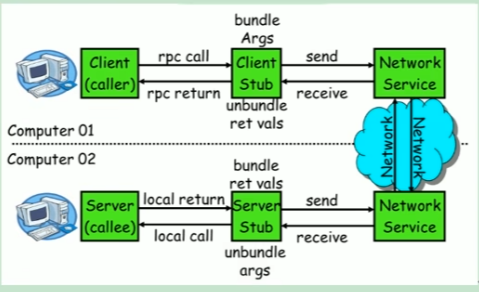 bundle
Args
Client
(caller)
rpc call
rpc return
Client
Stub
send
receive
Network
Service
unbundle
ret vals
Computer 01
Network
Network
Computer 02
bundle
ret vals
Server
(callee)
local return
local call
Server
Stub
send
receive
Network
Service
unbundle
args